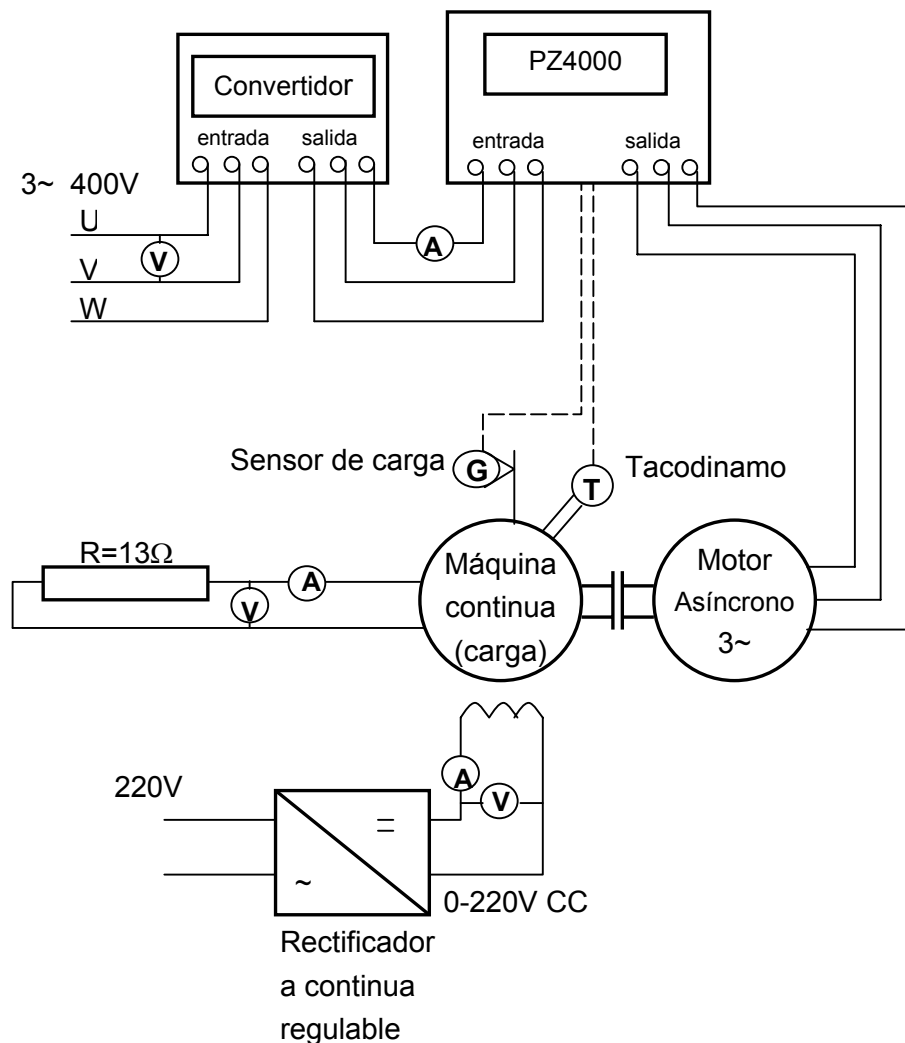 Convertidor
PZ4000
entrada salida
entrada salida
3~ 400V
U
V
V
A
W
Sensor de carga
G
T
Tacodinamo
R=13Ω
A
V
Máquina
continua
(carga)
Motor
Asíncrono
3~
220V
A
V
=
~
0-220V CC
Rectificador
a continua
regulable